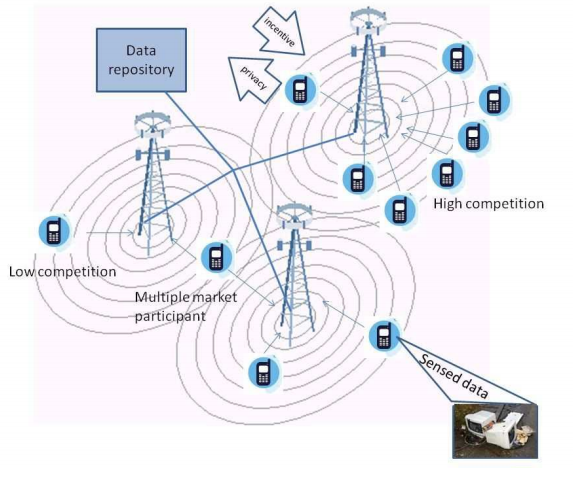 Data
repository
incentive
privacy
High competition
Low competition
Multiple market
participant
Sensed data